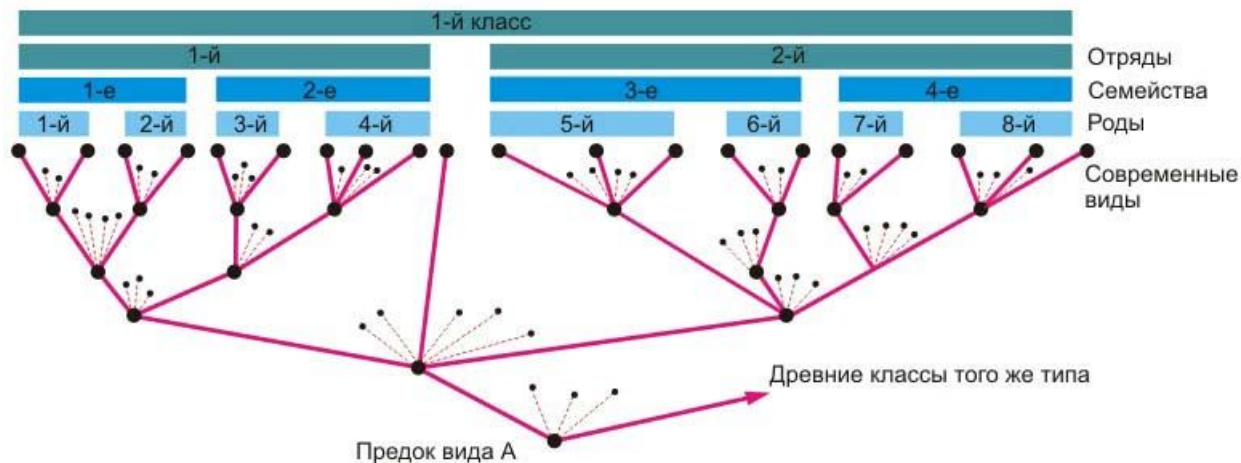 1-й класс
1-й 2-й Отряды
1-е 2-е 3-е 4-е Семейства
1-й 2-й 3-й 4-й 5-й 6-й 7-й 8-й Роды
Современные
виды
Древние классы того же типа
Предок вида А